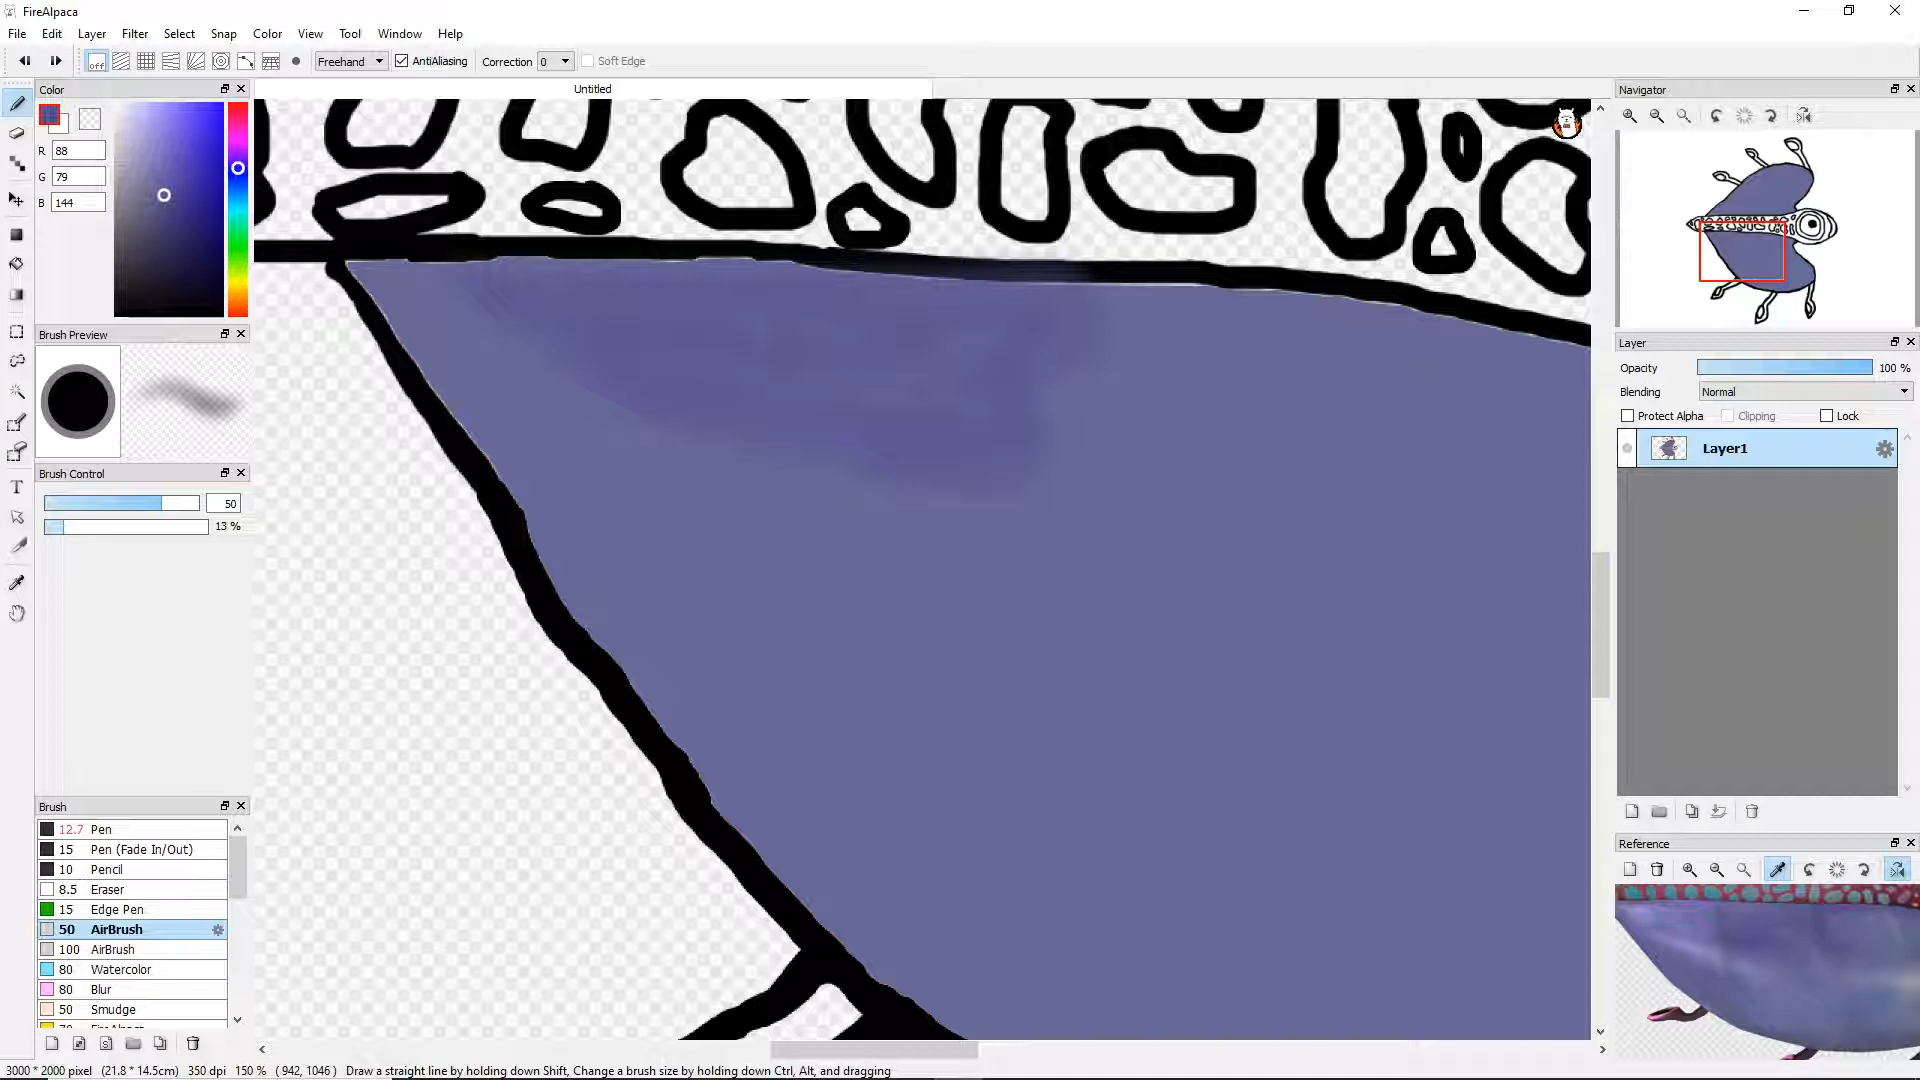 FireAlpaca
File Edit Layer Filter Select Snap Color View Tool Window Help
off Freehand AntiAliasing Correction 0 Soft Edge
Color
Untitled
Navigator
R 88
G 79
B 144
Brush Preview
Layer
Opacity 100 %
Blending Normal
Protect Alpha Clipping Lock
Layer1
Brush Control
50
13 %
Brush
12.7 Pen
15 Pen (Fade In/Out)
10 Pencil
8.5 Eraser
15 Edge Pen
50 AirBrush
100 AirBrush
80 Watercolor
80 Blur
50 Smudge
Reference
3000 * 2000 pixel (21.8 * 14.5cm) 350 dpi 150 % ( 942, 1046 ) Draw a straight line by holding down Shift, Change a brush size by holding down Ctrl, Alt, and dragging